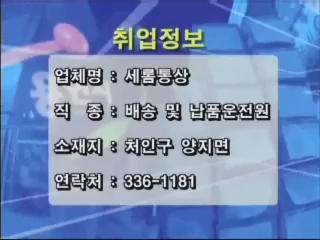 취업정보
업체명 : 세롬통상
직 종 : 배송 및 납품운전원
소재지 : 처인구 양지면
연락처 : 336-1181